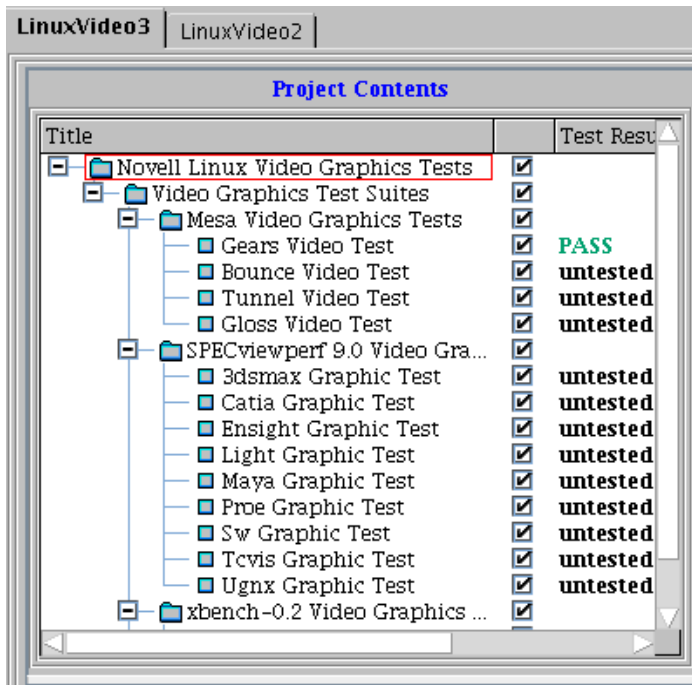 LinuxVideo3 LinuxVideo2
Project Contents
Title Test Resu
Novell Linux Video Graphics Tests
Video Graphics Test Suites
Mesa Video Graphics Tests
Gears Video Test PASS
Bounce Video Test untested
Tunnel Video Test untested
Gloss Video Test untested
SPECviewperf 9.0 Video Gra...
3dsmax Graphic Test untested
Catia Graphic Test untested
Ensight Graphic Test untested
Light Graphic Test untested
Maya Graphic Test untested
Proe Graphic Test untested
Sw Graphic Test untested
Tcvis Graphic Test untested
Ugnx Graphic Test untested
xbench-0.2 Video Graphics ...